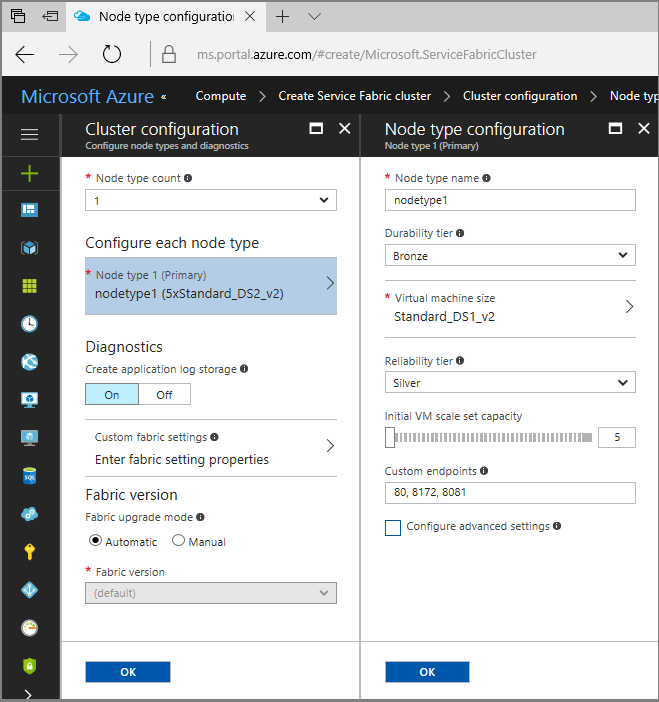 Node type configuration
ms.portal.azure.com/#create/Microsoft.ServiceFabricCluster
Microsoft Azure «
Compute > Create Service Fabric cluster > Cluster configuration > Node typ
Cluster configuration
Configure node types and diagnostics
* Node type count
1
Configure each node type
* Node type 1 (Primary)
nodetype1 (5xStandard_DS2_v2)
Diagnostics
Create application log storage
On Off
Custom fabric settings
Enter fabric setting properties
Fabric version
Fabric upgrade mode
Automatic Manual
* Fabric version
(default)
OK
Node type configuration
Node type 1 (Primary)
* Node type name
nodetype1
Durability tier
Bronze
* Virtual machine size
Standard_DS1_v2
Reliability tier
Silver
Initial VM scale set capacity
5
Custom endpoints
80, 8172, 8081
Configure advanced settings
OK
SQL